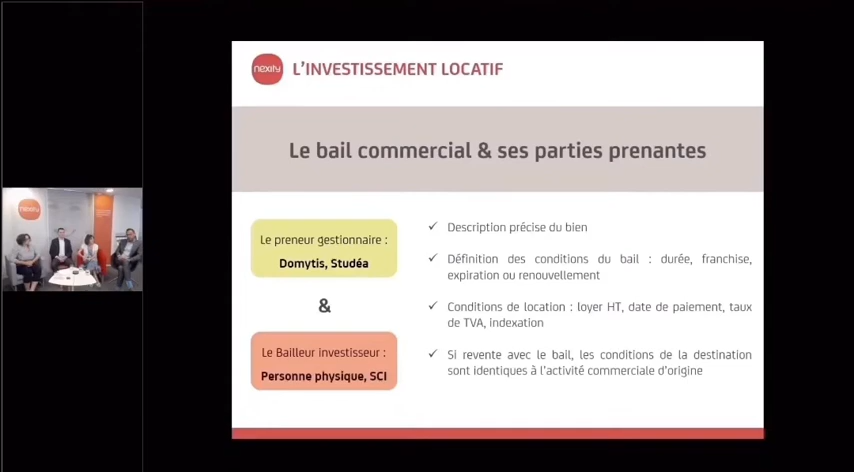 nexity L'INVESTISSEMENT LOCATIF
Le bail commercial & ses parties prenantes
Le preneur gestionnaire :
Domytis, Studéa
&
Le Bailleur investisseur :
Personne physique, SCI
✓ Description précise du bien
✓ Définition des conditions du bail : durée, franchise,
expiration ou renouvellement
✓ Conditions de location : loyer HT, date de paiement, taux
de TVA, indexation
✓ Si revente avec le bail, les conditions de la destination
sont identiques à l'activité commerciale d'origine
nexity